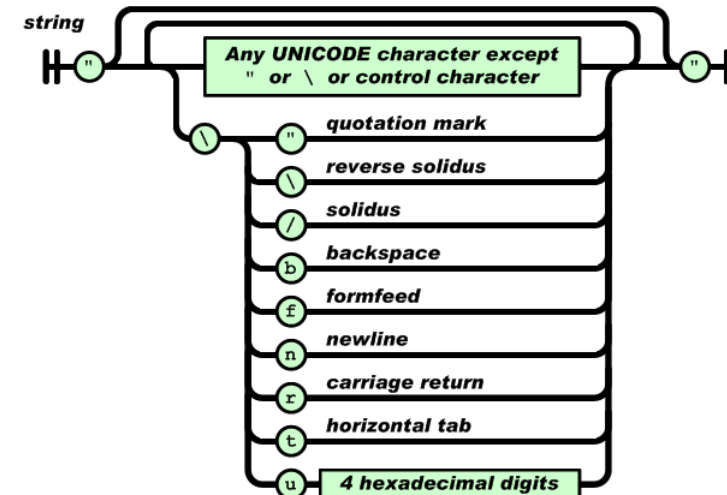 string
" Any UNICODE character except "
" or \ or control character
\ " quotation mark
\ reverse solidus
/ solidus
b backspace
f formfeed
n newline
r carriage return
t horizontal tab
u 4 hexadecimal digits